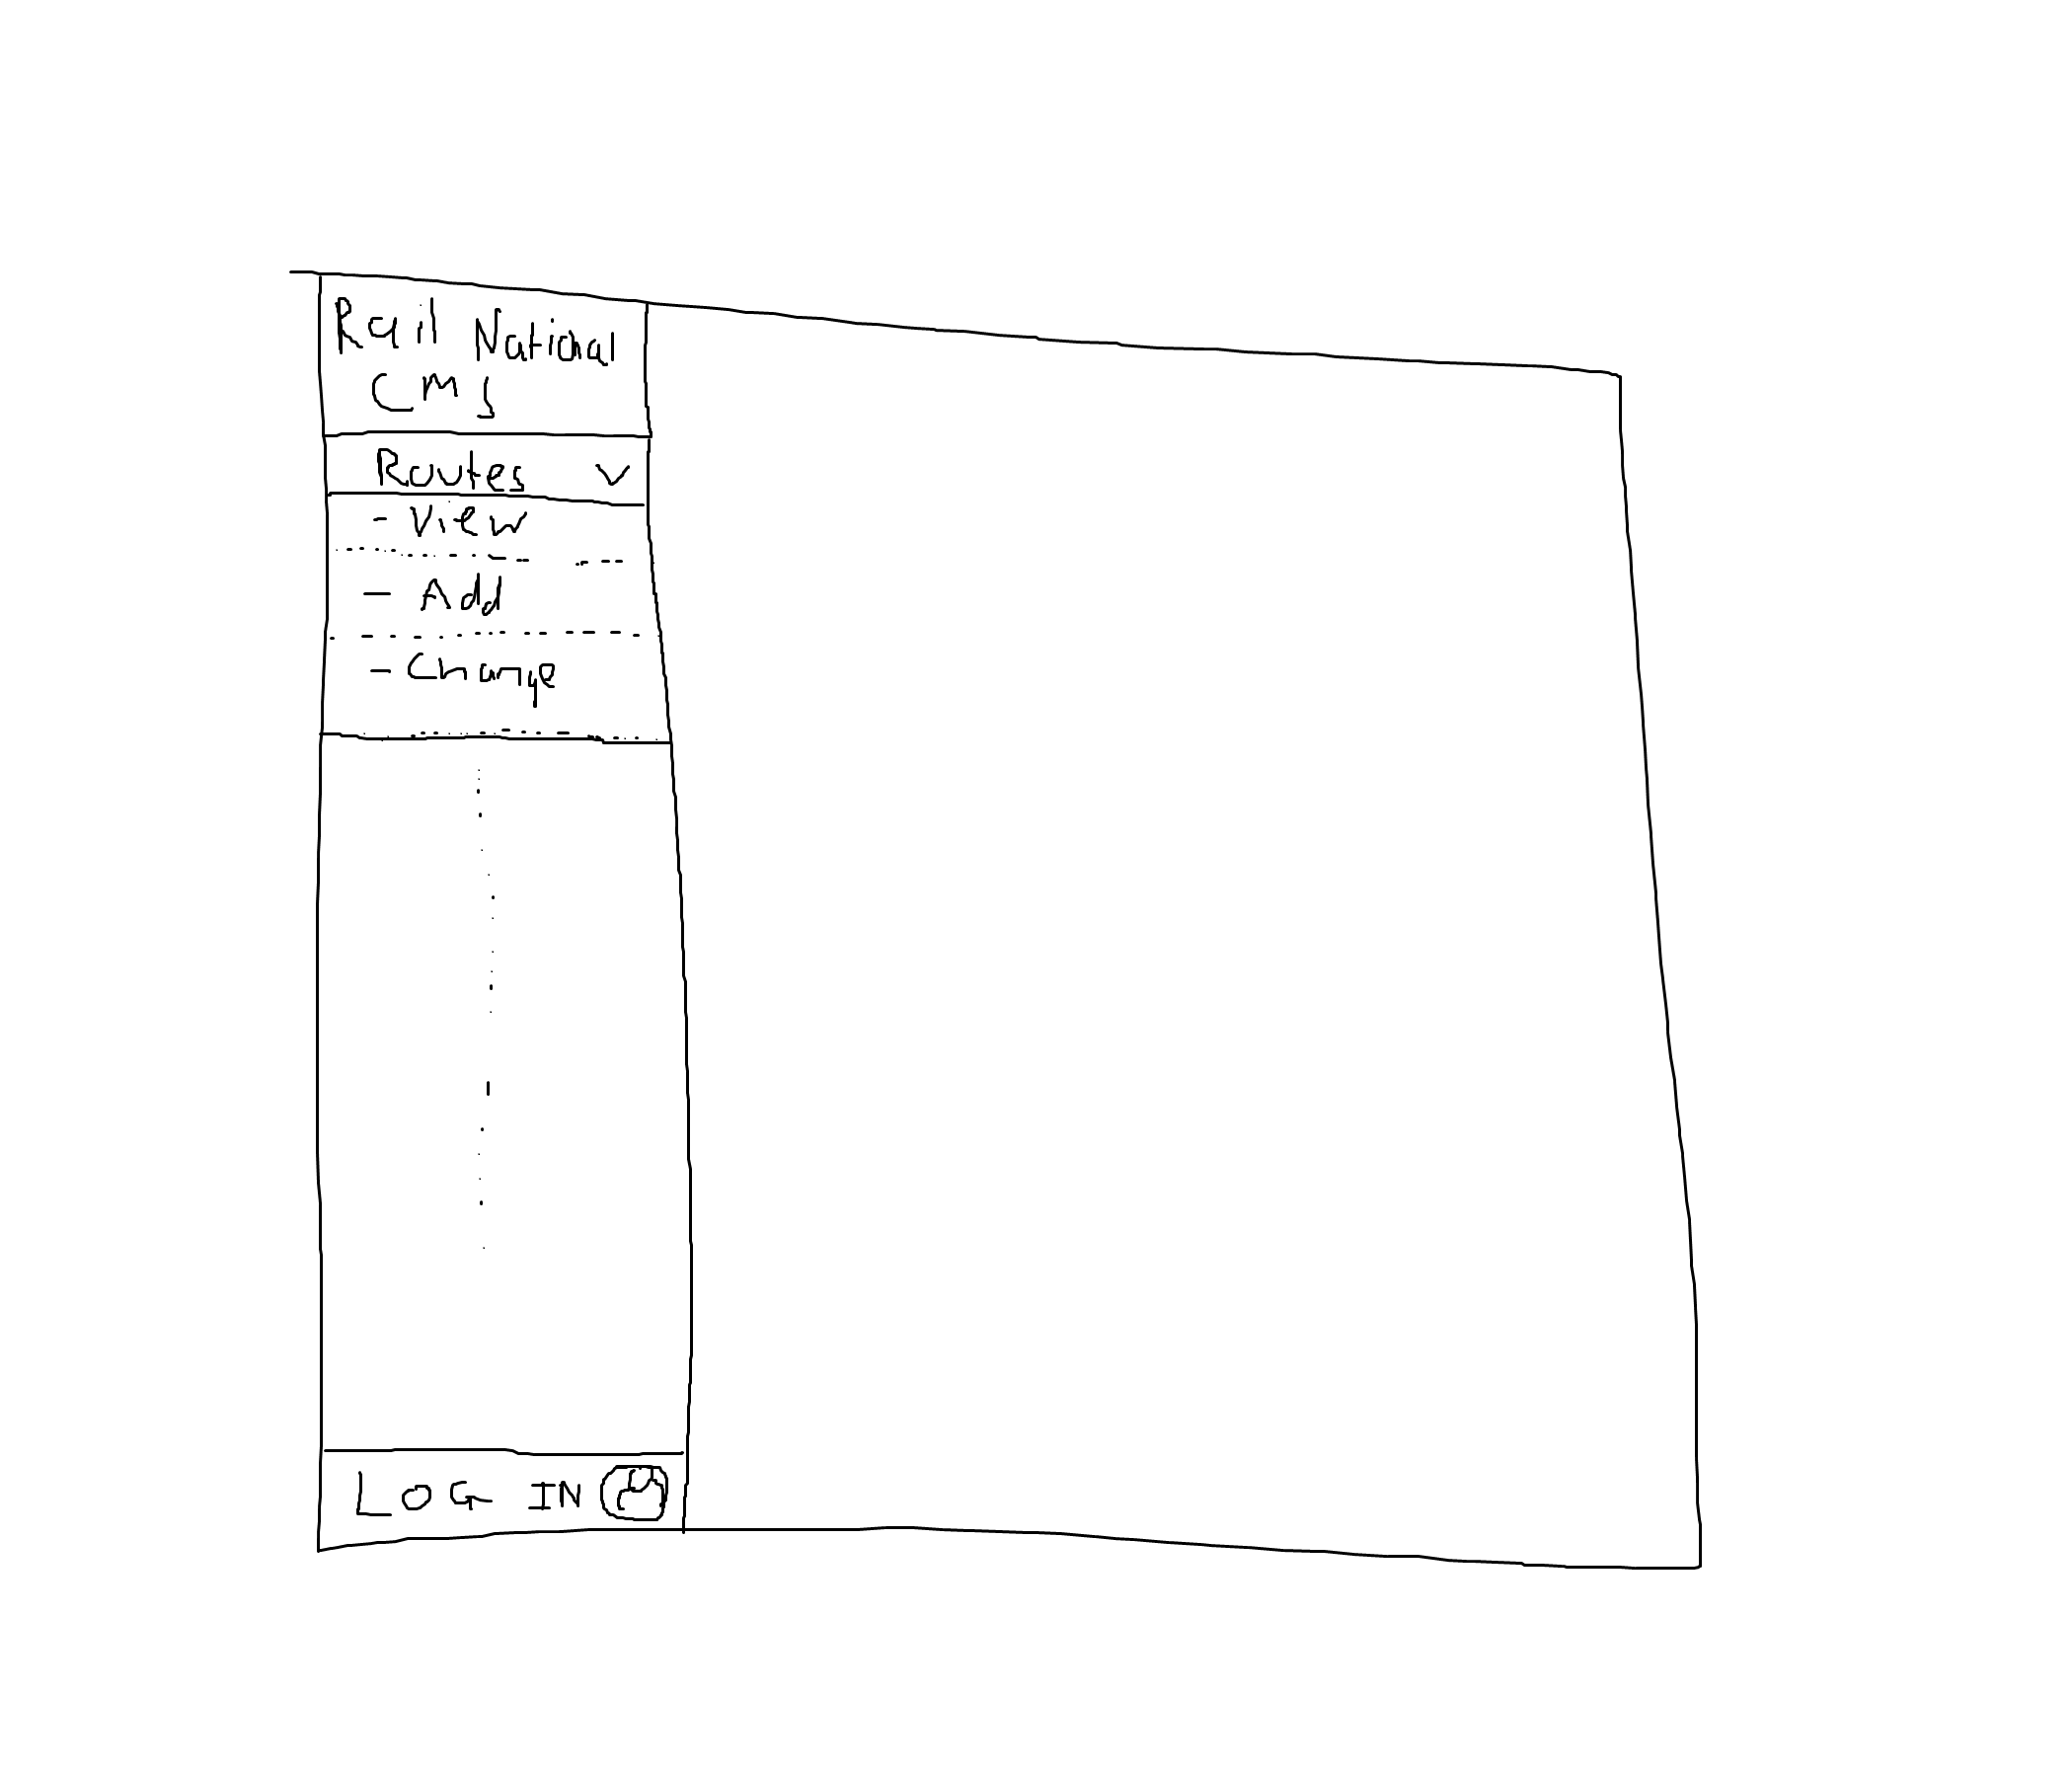 Rail National
CMS
Routes
- View
- Add
- Change
LOG IN